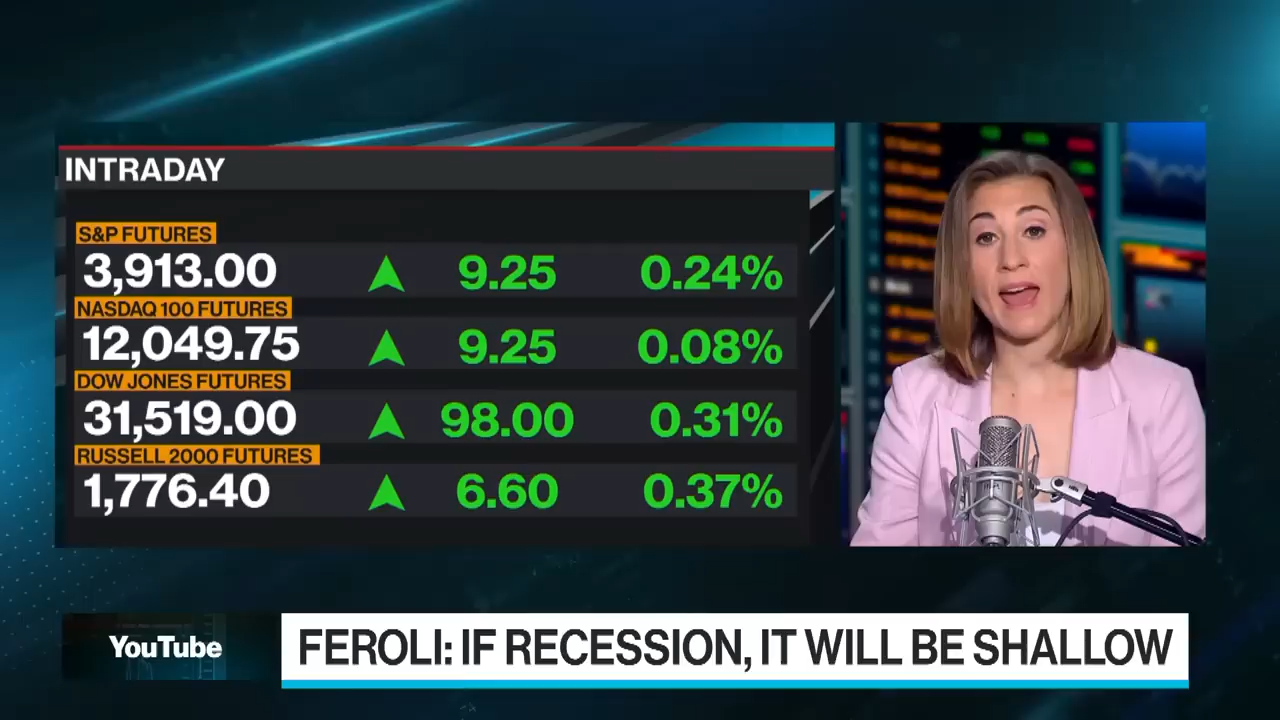 INTRADAY
S&P FUTURES
3,913.00 ▲ 9.25 0.24%
NASDAQ 100 FUTURES
12,049.75 ▲ 9.25 0.08%
DOW JONES FUTURES
31,519.00 ▲ 98.00 0.31%
RUSSELL 2000 FUTURES
1,776.40 ▲ 6.60 0.37%
YouTube
FEROLI: IF RECESSION, IT WILL BE SHALLOW